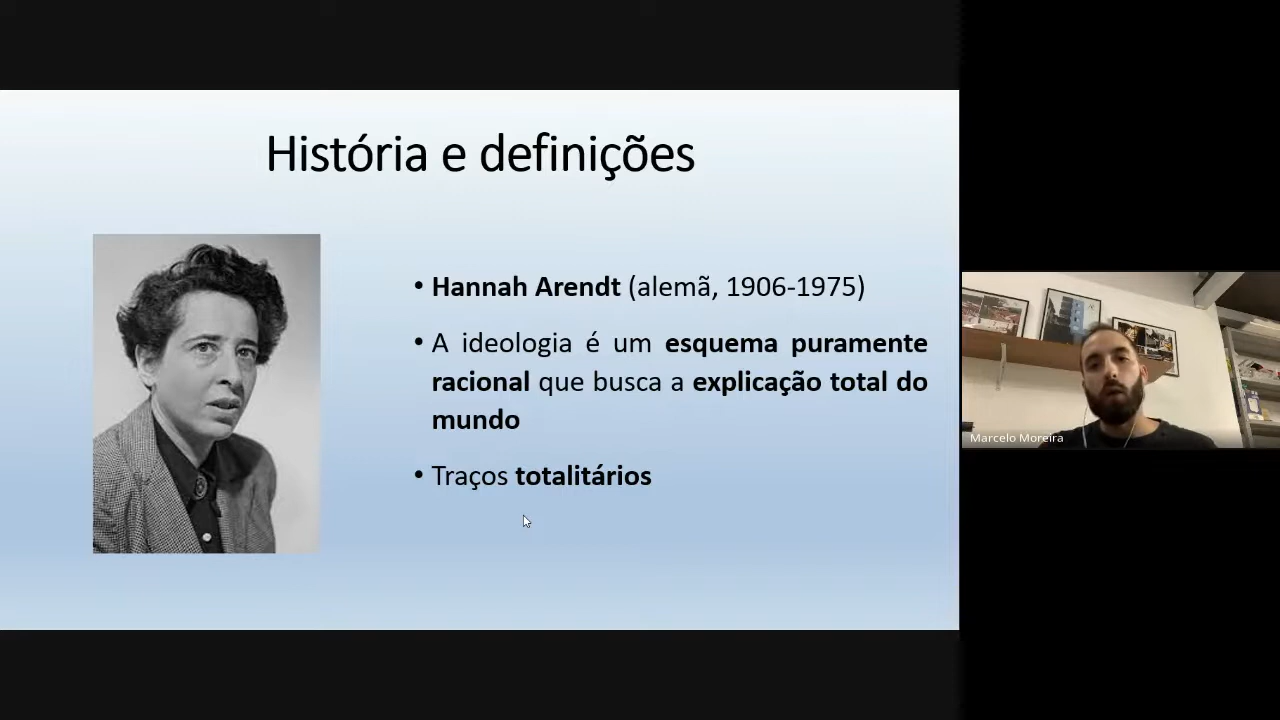 História e definições
• Hannah Arendt (alemã, 1906-1975)
• A ideologia é um esquema puramente
racional que busca a explicação total do
mundo
• Traços totalitários
Marcelo Moreira